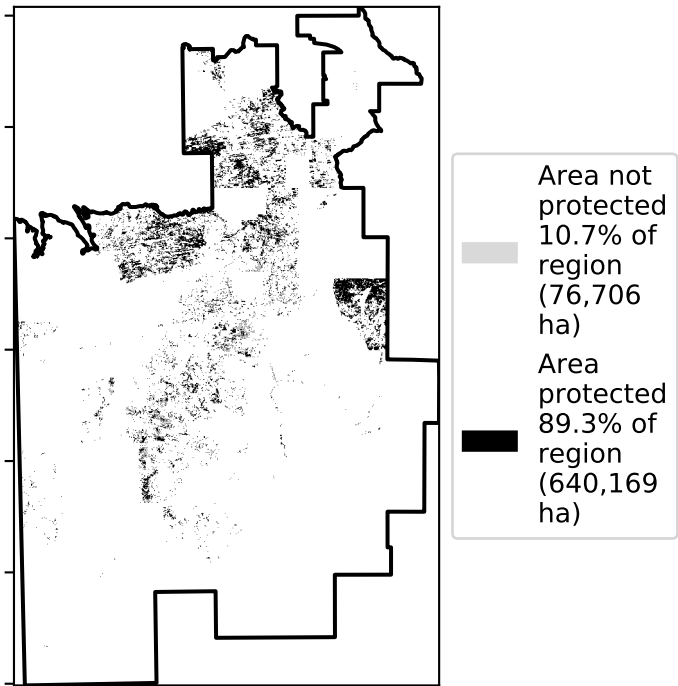 Area not
protected
10.7% of
region
(76,706
ha)
Area
protected
89.3% of
region
(640,169
ha)